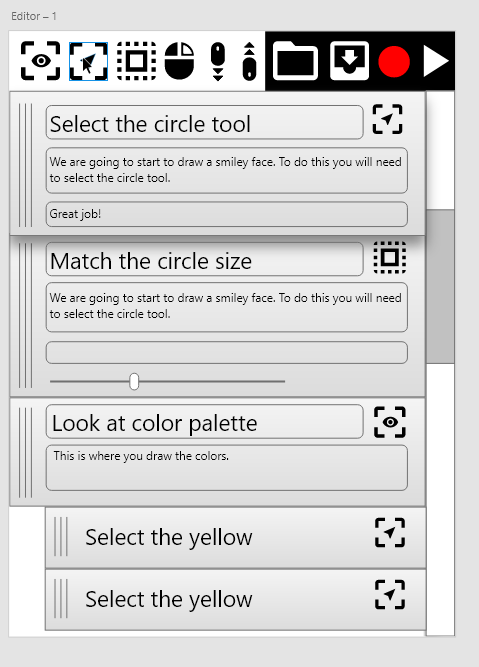 Editor – 1
Select the circle tool
We are going to start to draw a smiley face. To do this you will need
to select the circle tool.
Great job!
Match the circle size
We are going to start to draw a smiley face. To do this you will need
to select the circle tool.
Look at color palette
This is where you draw the colors.
Select the yellow
Select the yellow